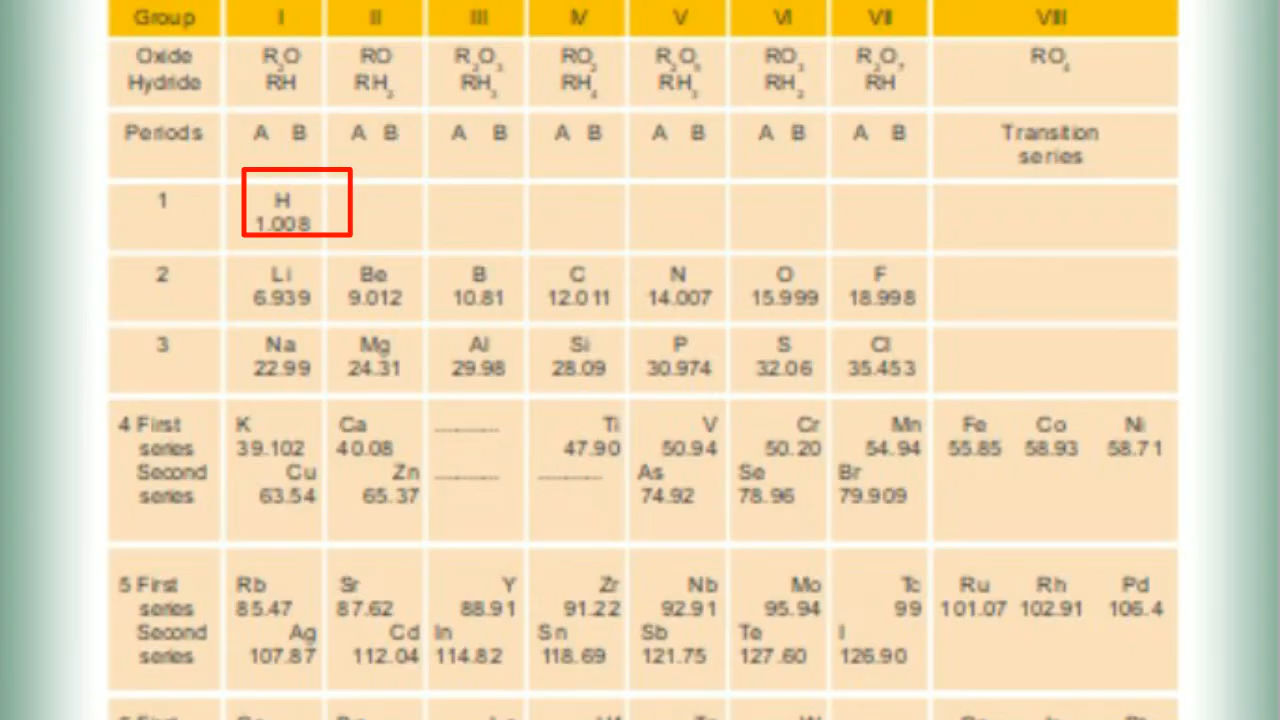 Group I II III IV V VI VII VIII
Oxide R₂O RO R₂O₃ RO₂ R₂O₅ RO₃ R₂O₇ RO₄
Hydride RH RH₂ RH₃ RH₄ RH₃ RH₂ RH
Periods A B A B A B A B A B A B A B Transition
series
1 H
1.008
2 Li Be B C N O F
6.939 9.012 10.81 12.011 14.007 15.999 18.998
3 Na Mg Al Si P S Cl
22.99 24.31 29.98 28.09 30.974 32.06 35.453
4 First K Ca ........... Ti V Cr Mn Fe Co Ni
series 39.102 40.08 47.90 50.94 50.20 54.94 55.85 58.93 58.71
Second Cu Zn ........... ........... As Se Br
series 63.54 65.37 74.92 78.96 79.909
5 First Rb Sr Y Zr Nb Mo Tc Ru Rh Pd
series 85.47 87.62 88.91 91.22 92.91 95.94 99 101.07 102.91 106.4
Second Ag Cd In Sn Sb Te I
series 107.87 112.04 114.82 118.69 121.75 127.60 126.90